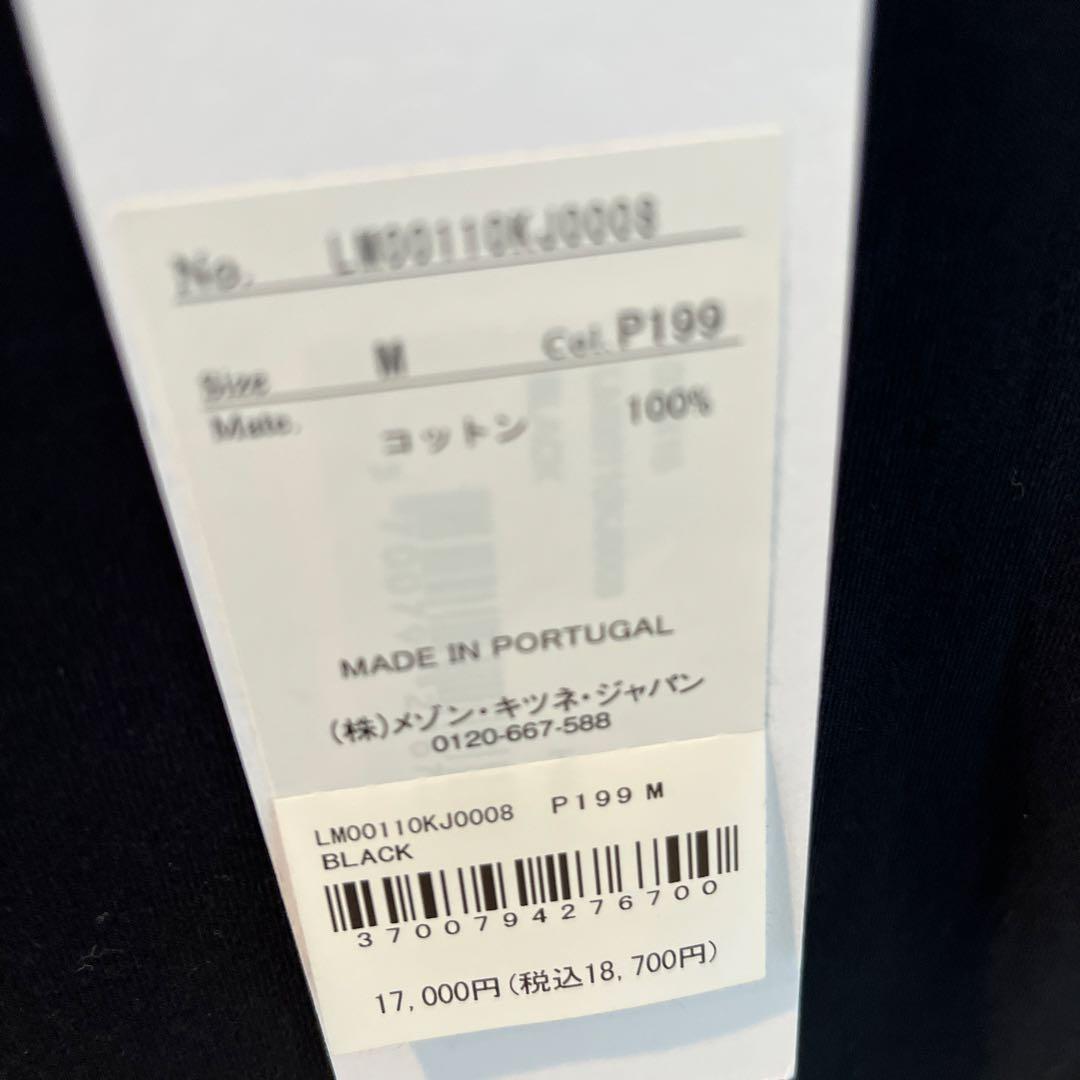 No. LM00110KJ0008
Size M Col. P199
Mate. コットン 100%
MADE IN PORTUGAL
(株)メゾン・キツネ・ジャパン
0120-667-588
LM00110KJ0008 P199 M
BLACK
3700794276700
17,000円(税込18,700円)